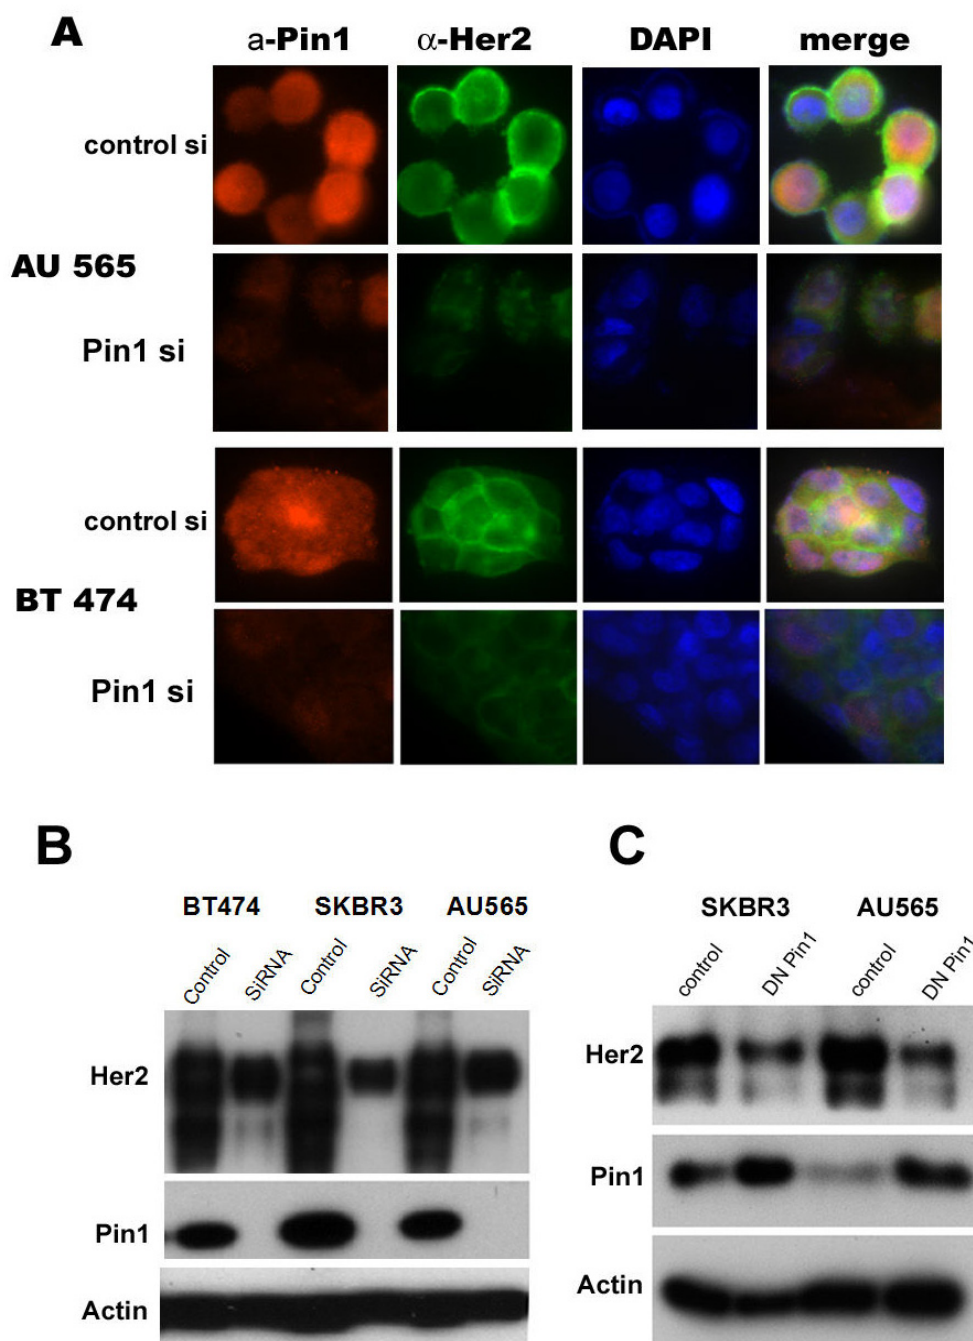 A
a-Pin1 α-Her2 DAPI merge
control si
AU 565
Pin1 si
control si
BT 474
Pin1 si
B
BT474 SKBR3 AU565
Control SiRNA Control SiRNA Control SiRNA
Her2
Pin1
Actin
C
SKBR3 AU565
control DN Pin1 control DN Pin1
Her2
Pin1
Actin